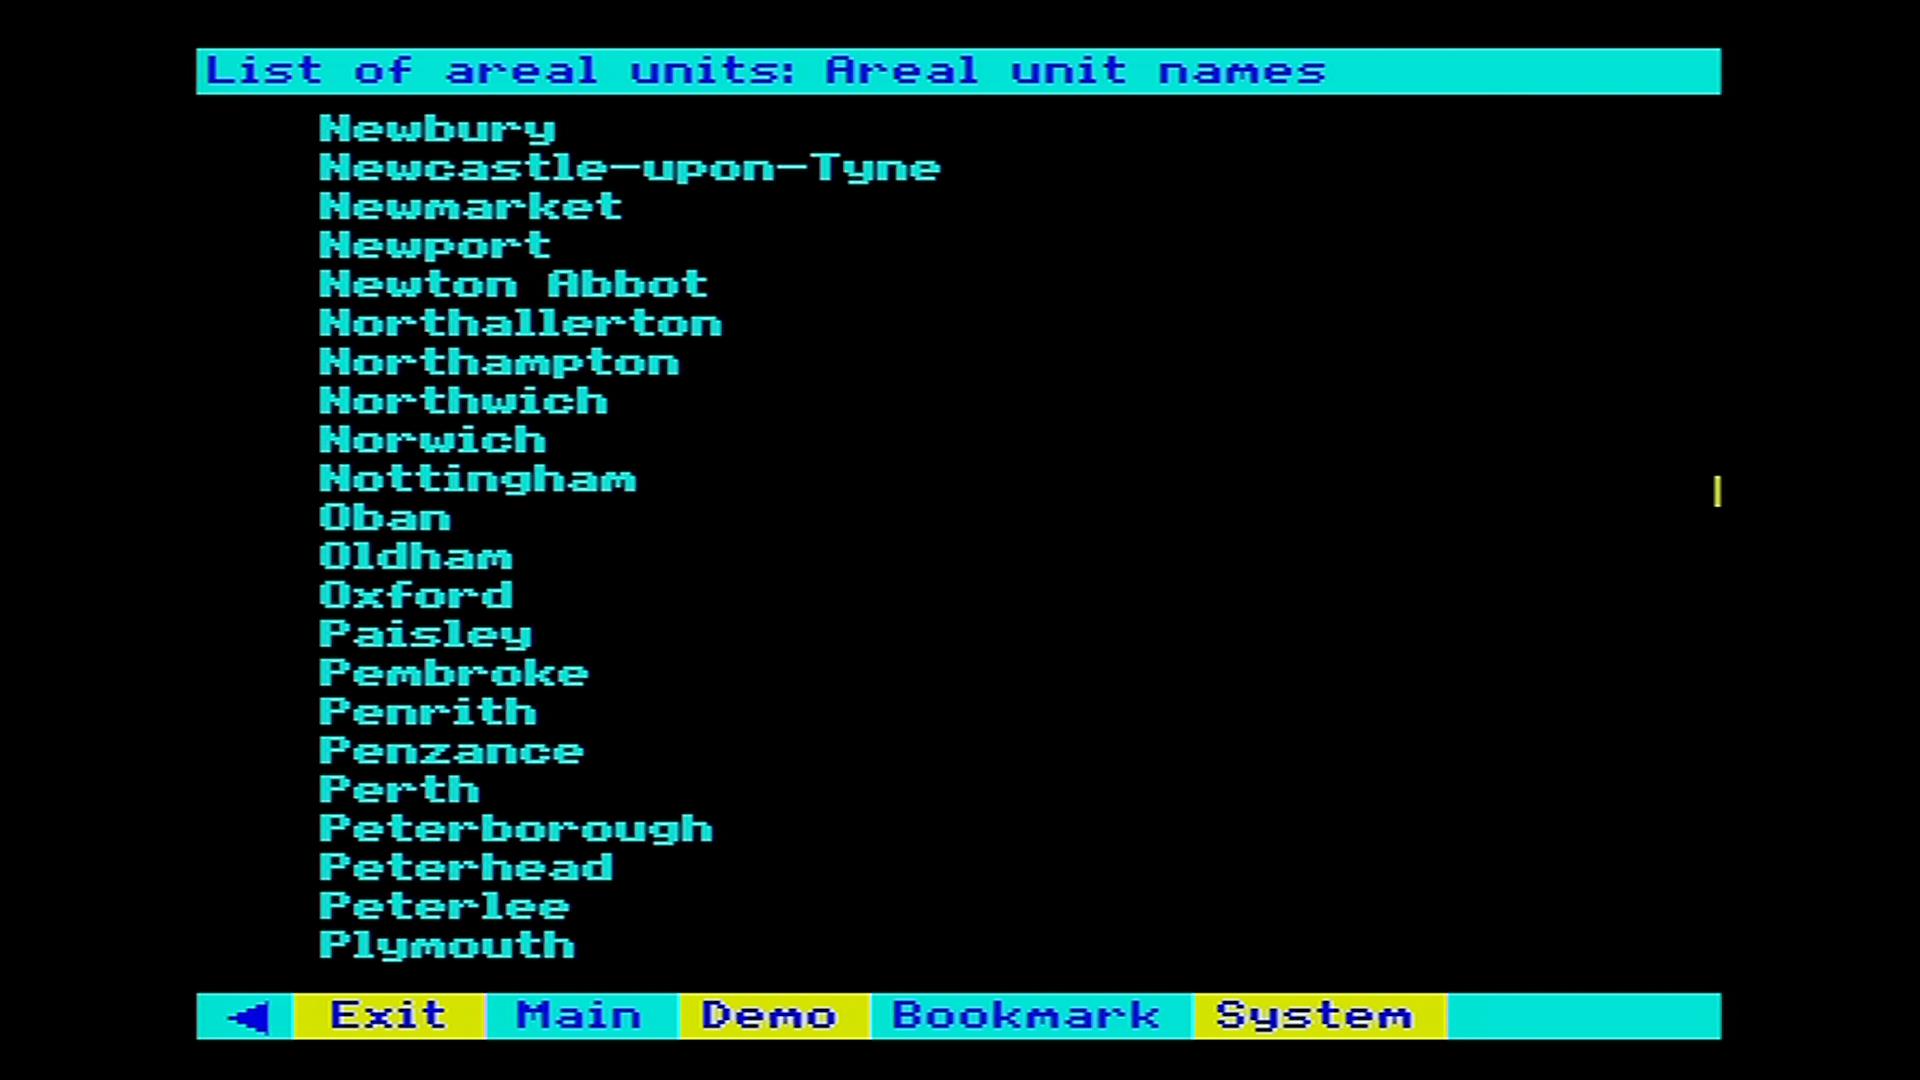 List of areal units: Areal unit names
Newbury
Newcastle-upon-Tyne
Newmarket
Newport
Newton Abbot
Northallerton
Northampton
Northwich
Norwich
Nottingham
Oban
Oldham
Oxford
Paisley
Pembroke
Penrith
Penzance
Perth
Peterborough
Peterhead
Peterlee
Plymouth
Exit Main Demo Bookmark System